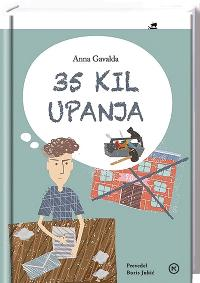 Anna Gavalda
35 KIL
UPANJA
Prevedel
Boris Jukić
K